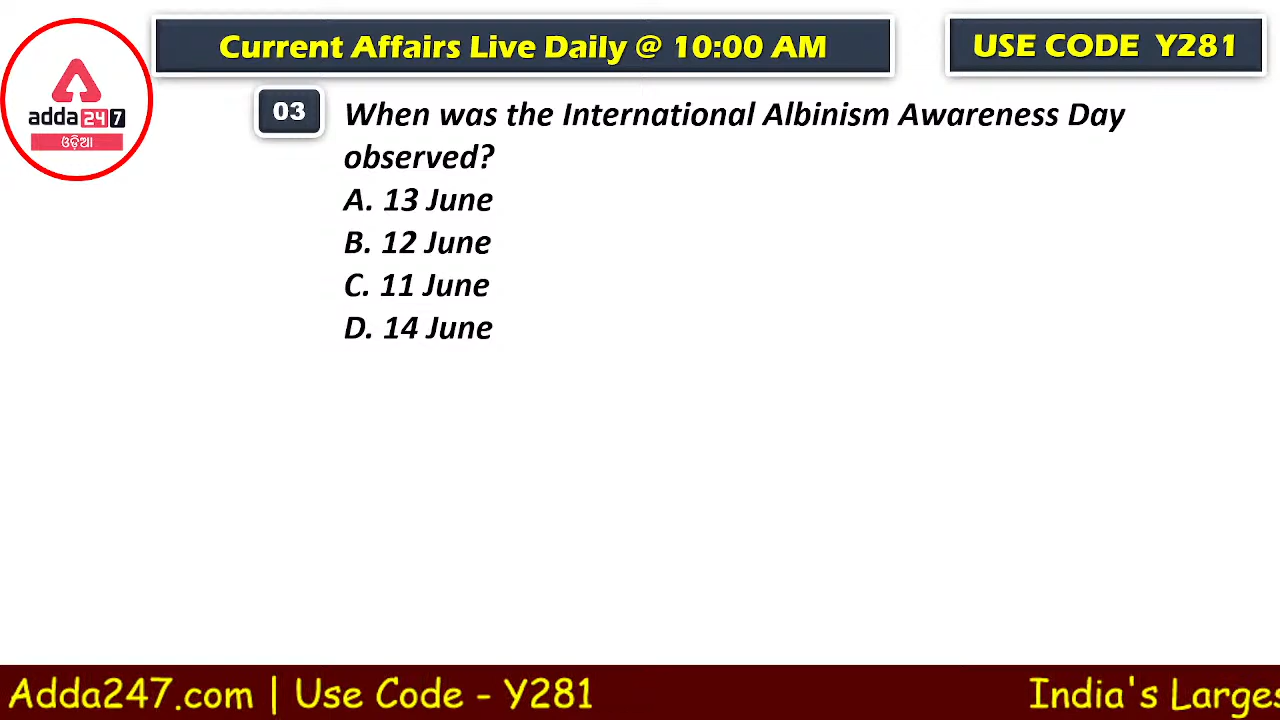 Current Affairs Live Daily @ 10:00 AM
USE CODE Y281
adda247
ଓଡ଼ିଆ
03
When was the International Albinism Awareness Day
observed?
A. 13 June
B. 12 June
C. 11 June
D. 14 June
Adda247.com | Use Code - Y281
India's Larges